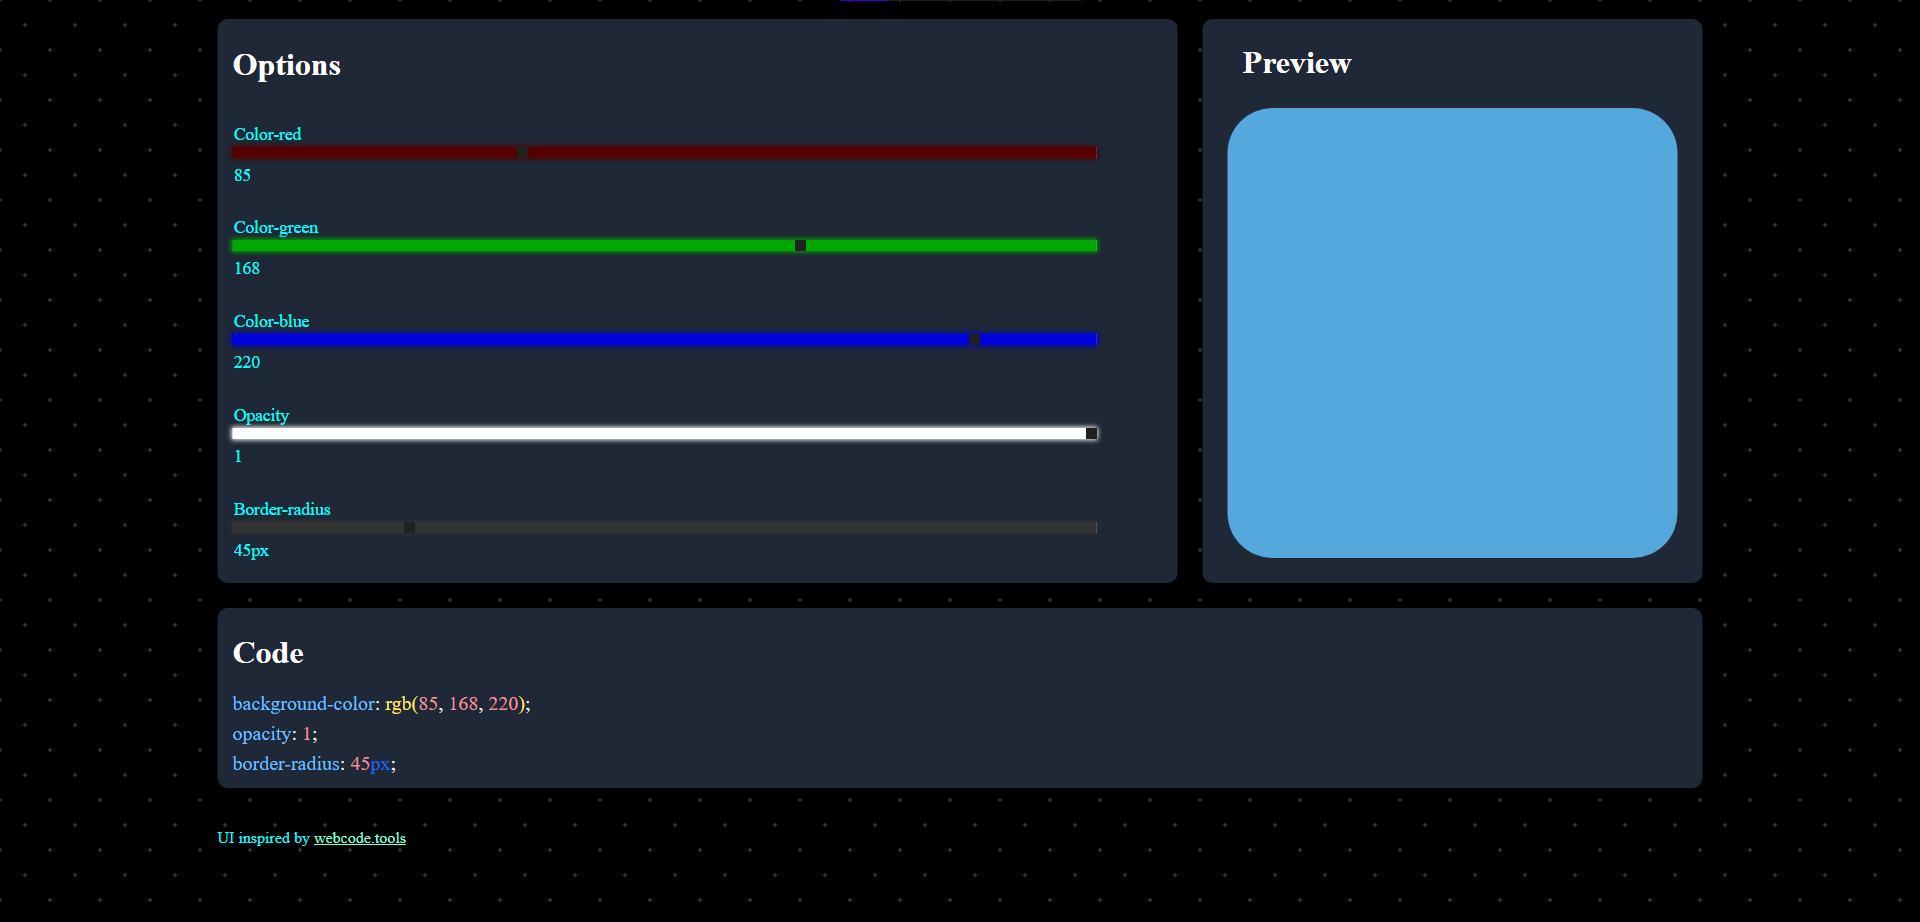 Options
Color-red
85
Color-green
168
Color-blue
220
Opacity
1
Border-radius
45px
Preview
Code
background-color: rgb(85, 168, 220);
opacity: 1;
border-radius: 45px;
UI inspired by webcode.tools